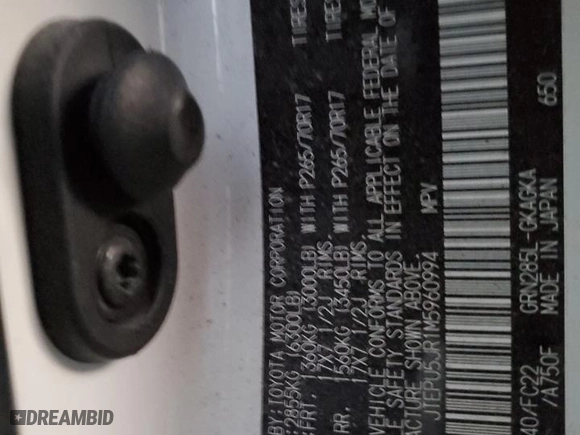 BY: TOYOTA MOTOR CORPORATION
:2855KG (6300LB)
FRT. 1360KG (3000LB) WITH P265/70R17 TIRES
17X7 1/2J RIMS.
RR. 1560KG (3450LB) WITH P265/70R17 TIRES
17X7 1/2J RIMS.
VEHICLE CONFORMS TO ALL APPLICABLE FEDERAL MO
LE SAFETY STANDARDS IN EFFECT ON THE DATE OF
ACTURE SHOWN ABOVE.
JTEPU5JR1M5960994 MPV
40/FC22 GRN285L-GKAGKA 650
/A750F MADE IN JAPAN
DREAMBID